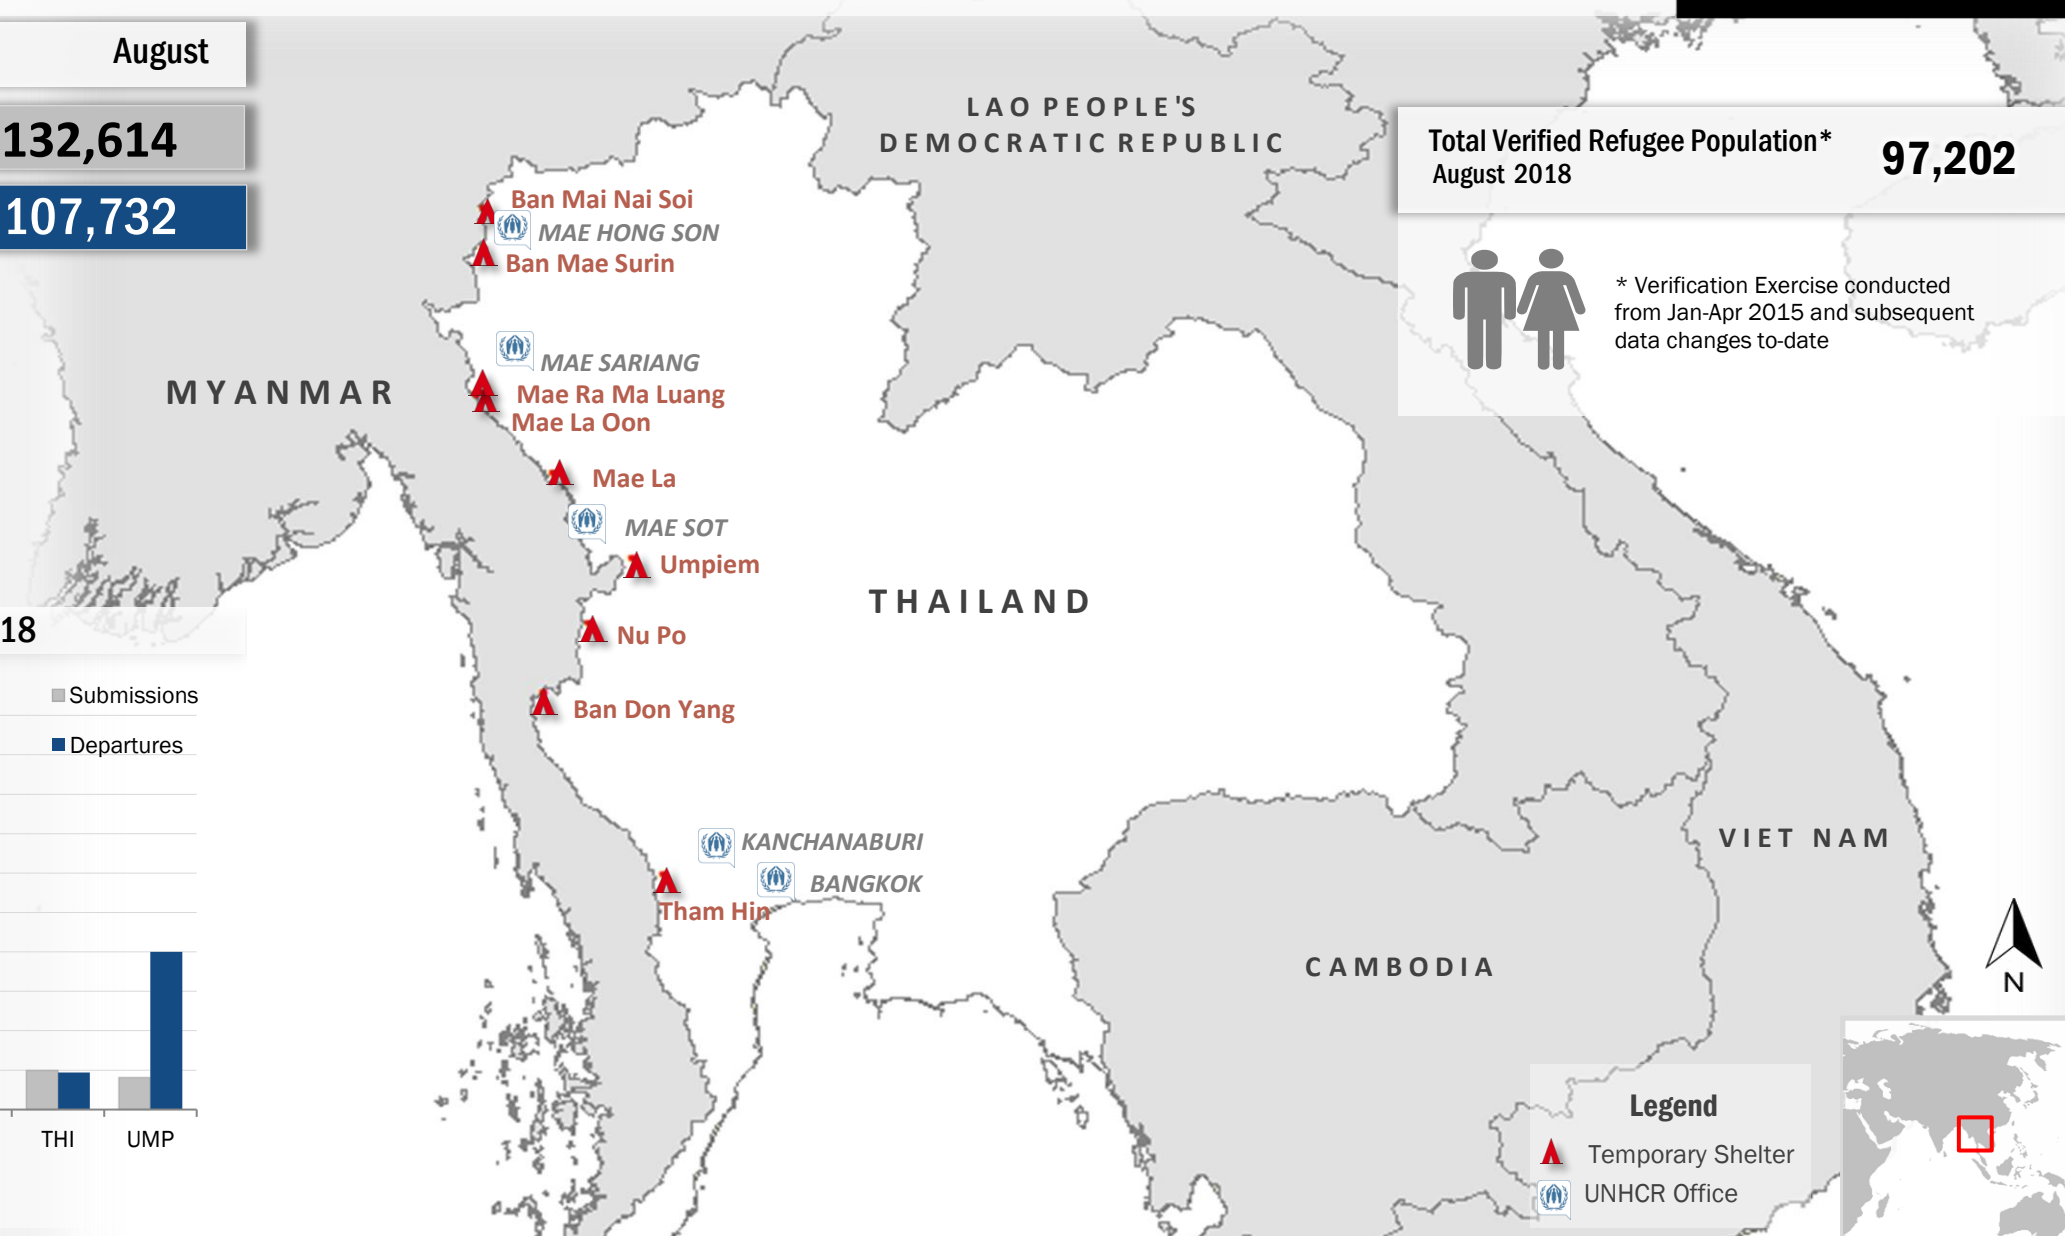 August
132,614
107,732
LAO PEOPLE'S
DEMOCRATIC REPUBLIC
Total Verified Refugee Population*
August 2018
97,202
* Verification Exercise conducted
from Jan-Apr 2015 and subsequent
data changes to-date
Ban Mai Nai Soi
MAE HONG SON
Ban Mae Surin
MAE SARIANG
MYANMAR
Mae Ra Ma Luang
Mae La Oon
Mae La
MAE SOT
Umpiem
THAILAND
Nu Po
Ban Don Yang
18
Submissions
Departures
KANCHANABURI
BANGKOK
Tham Hin
VIET NAM
CAMBODIA
N
THI
UMP
Legend
Temporary Shelter
UNHCR Office